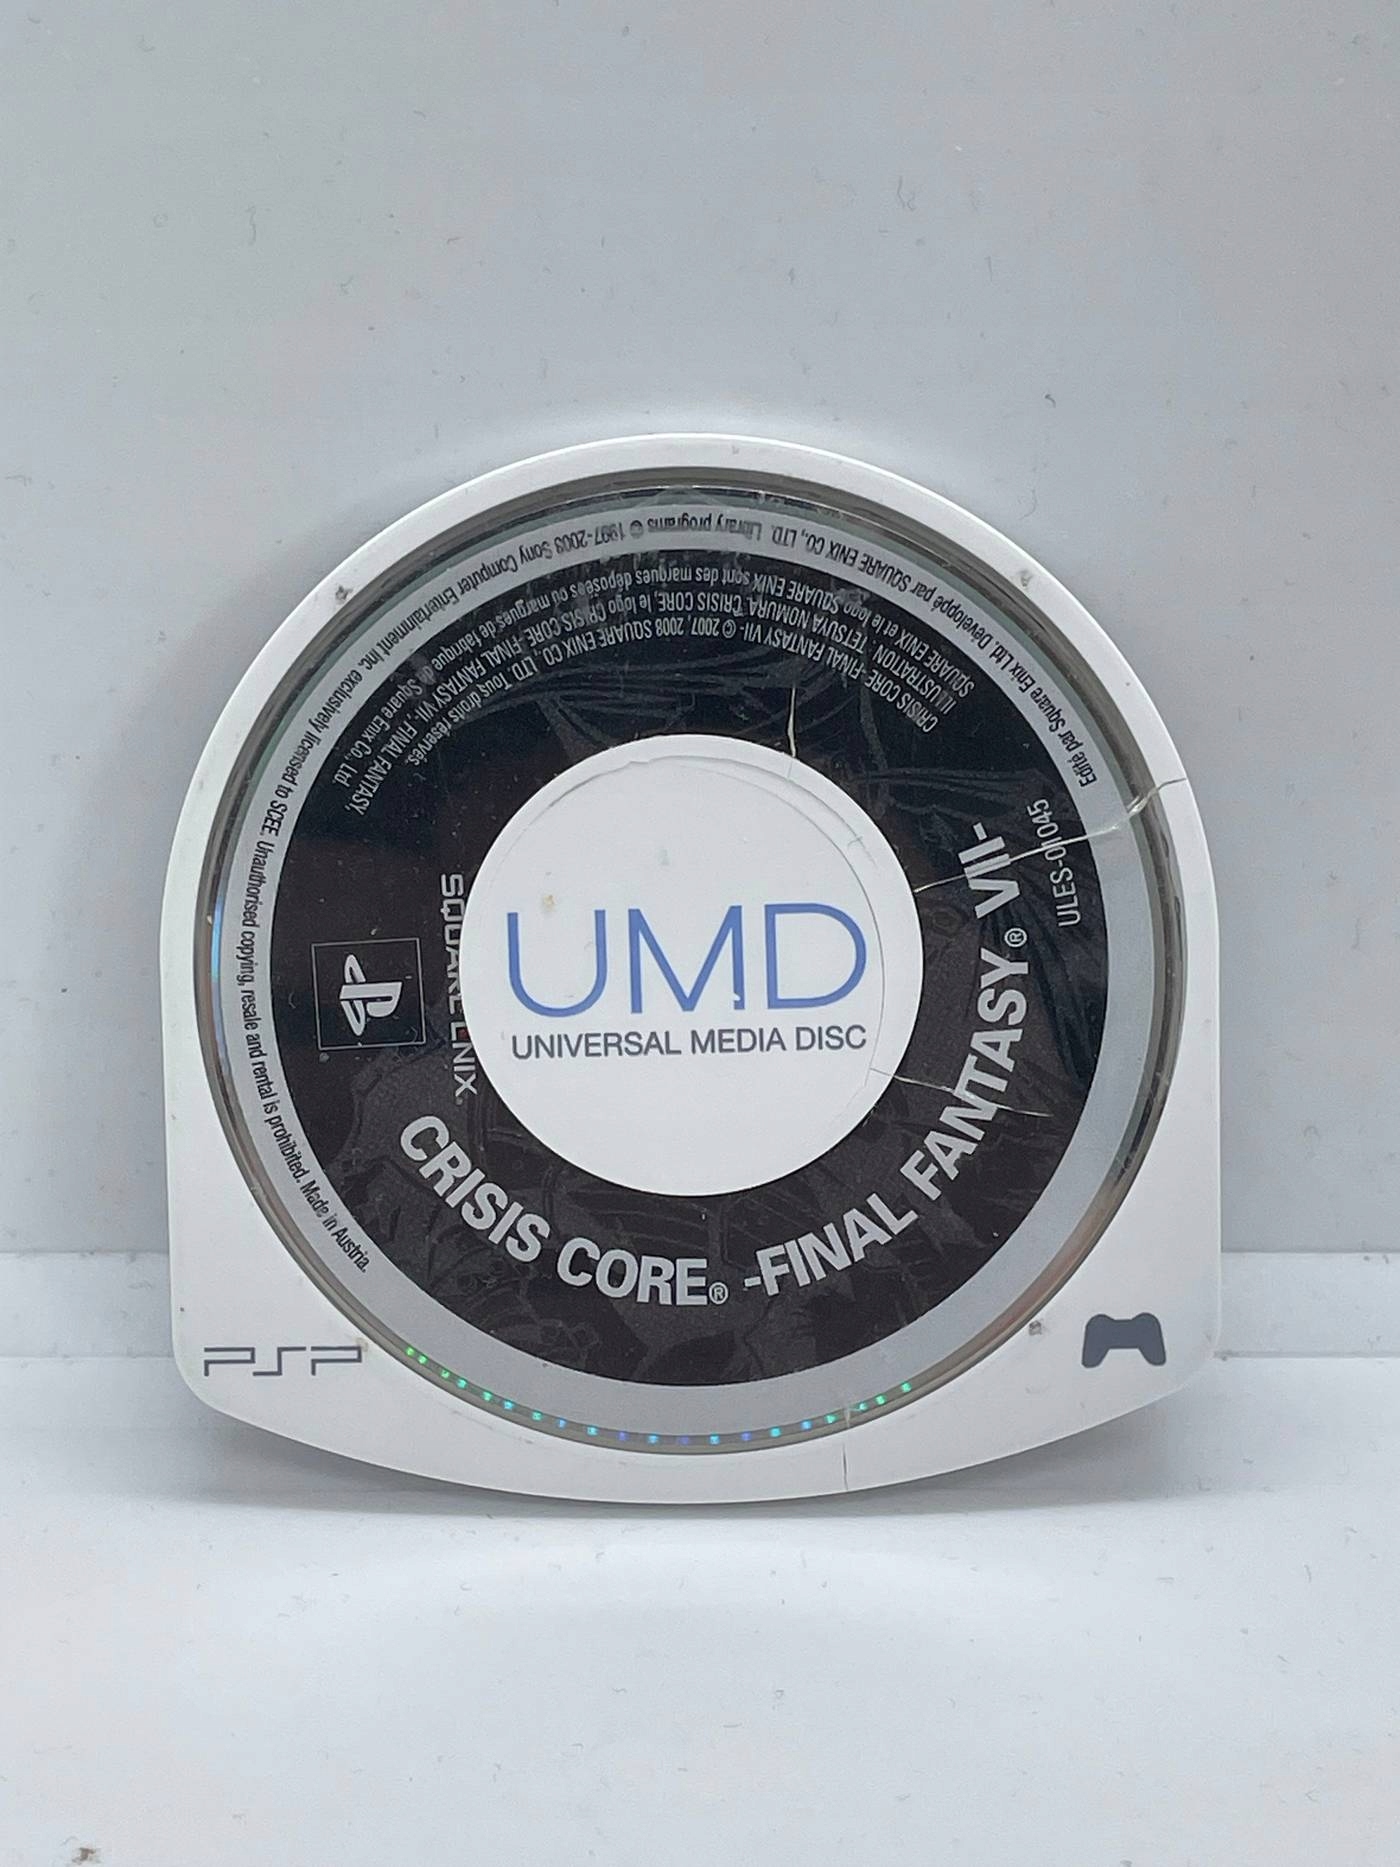 Edité par Square Enix Ltd. Développé par SQUARE ENIX CO., LTD. Library programs © 1997-2008 Sony Computer Entertainment Inc. exclusively licensed to SCEE. Unauthorised copying, resale and rental is prohibited. Made in Austria.
CRISIS CORE -FINAL FANTASY VII- © 2007, 2008 SQUARE ENIX CO., LTD. Tous droits réservés.
ILLUSTRATION: TETSUYA NOMURA. CRISIS CORE, le logo CRISIS CORE, FINAL FANTASY VII, FINAL FANTASY,
SQUARE ENIX et le logo SQUARE ENIX sont des marques déposées ou marques de fabrique de Square Enix Co., Ltd
ULES-01045
SQUARE ENIX
UMD
UNIVERSAL MEDIA DISC
CRISIS CORE® -FINAL FANTASY® VII-
PSP